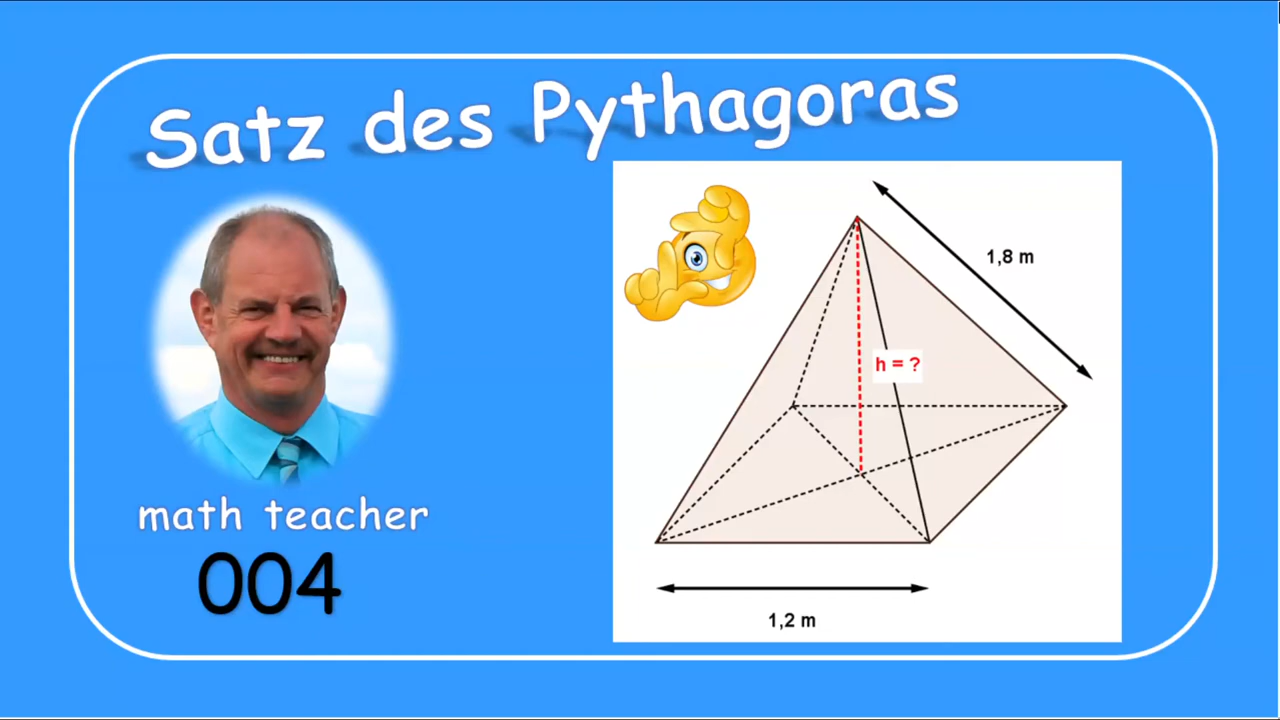 Satz des Pythagoras
1,8 m
h = ?
math teacher
004
1,2 m